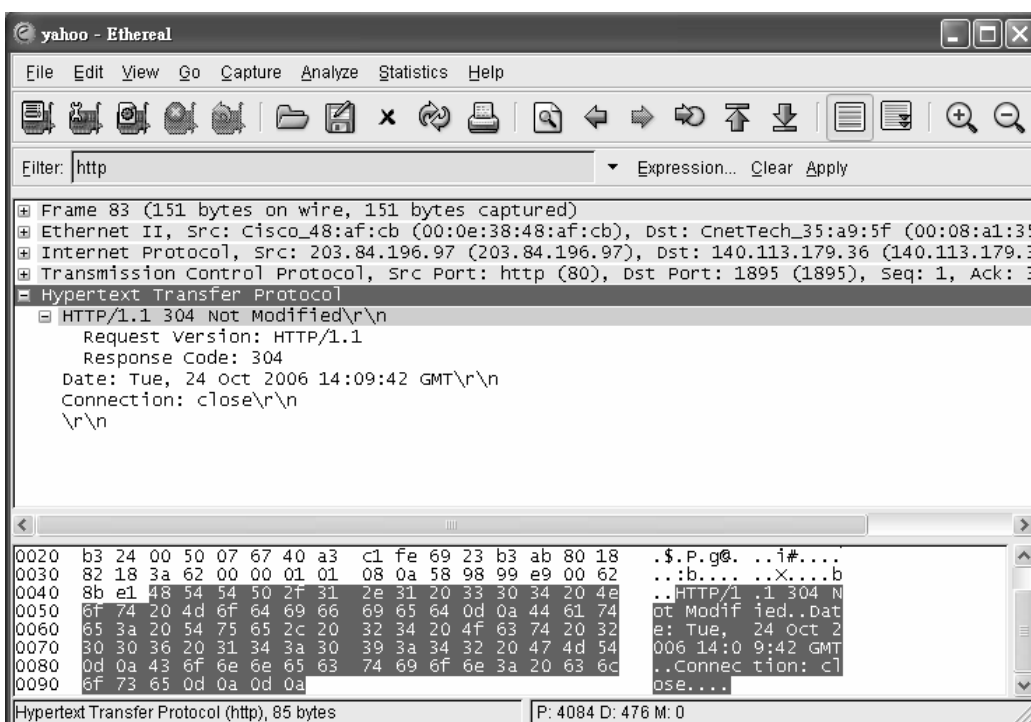 yahoo - Ethereal
File Edit View Go Capture Analyze Statistics Help
Filter: http Expression... Clear Apply
Frame 83 (151 bytes on wire, 151 bytes captured)
Ethernet II, Src: Cisco_48:af:cb (00:0e:38:48:af:cb), Dst: CnetTech_35:a9:5f (00:08:a1:35
Internet Protocol, Src: 203.84.196.97 (203.84.196.97), Dst: 140.113.179.36 (140.113.179.3
Transmission Control Protocol, Src Port: http (80), Dst Port: 1895 (1895), Seq: 1, Ack: 3
Hypertext Transfer Protocol
HTTP/1.1 304 Not Modified\r\n
Request Version: HTTP/1.1
Response Code: 304
Date: Tue, 24 Oct 2006 14:09:42 GMT\r\n
Connection: close\r\n
\r\n
0020 b3 24 00 50 07 67 40 a3 c1 fe 69 23 b3 ab 80 18 .$.P.g@. ..i#....
0030 82 18 3a 62 00 00 01 01 08 0a 58 98 99 e9 00 62 ..:b.... ..X....b
0040 8b e1 48 54 54 50 2f 31 2e 31 20 33 30 34 20 4e ..HTTP/1 .1 304 N
0050 6f 74 20 4d 6f 64 69 66 69 65 64 0d 0a 44 61 74 ot Modif ied..Dat
0060 65 3a 20 54 75 65 2c 20 32 34 20 4f 63 74 20 32 e: Tue, 24 Oct 2
0070 30 30 36 20 31 34 3a 30 39 3a 34 32 20 47 4d 54 006 14:0 9:42 GMT
0080 0d 0a 43 6f 6e 6e 65 63 74 69 6f 6e 3a 20 63 6c ..Connec tion: cl
0090 6f 73 65 0d 0a 0d 0a ose....
Hypertext Transfer Protocol (http), 85 bytes P: 4084 D: 476 M: 0